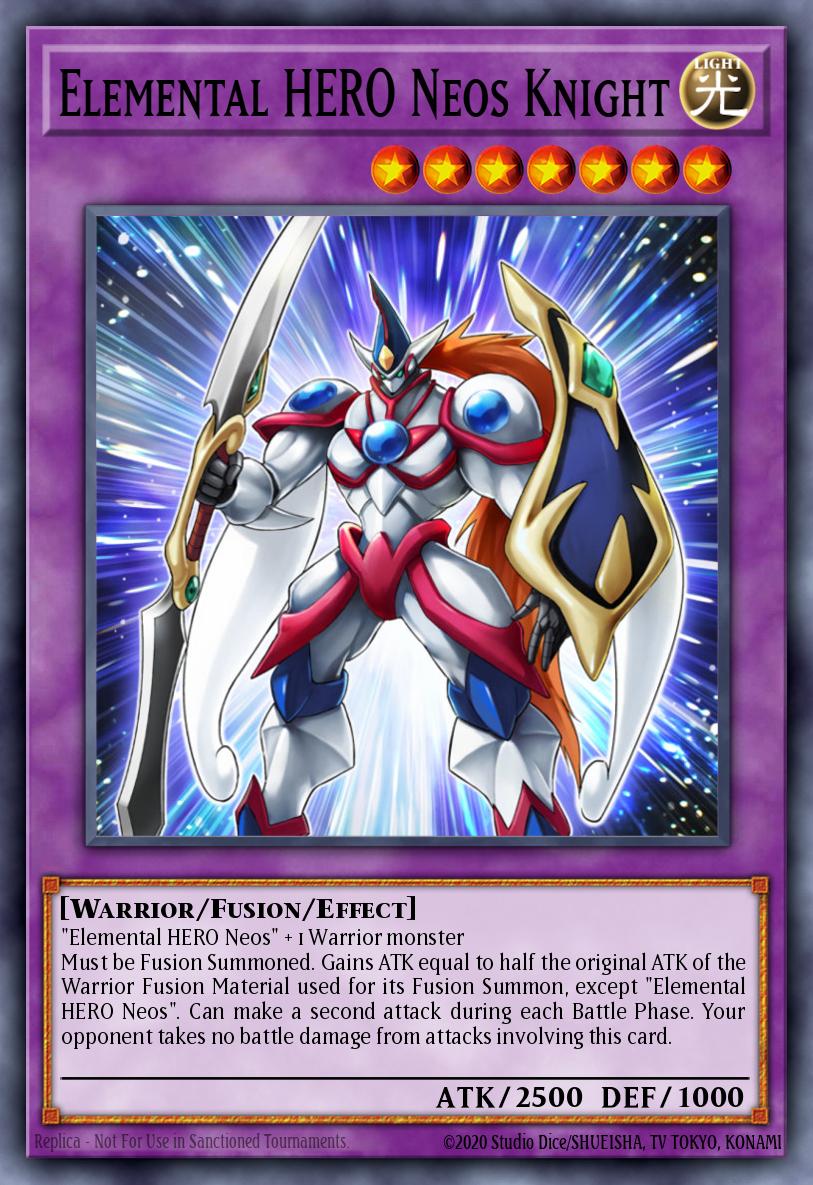 Elemental HERO Neos Knight
LIGHT
光
[Warrior/Fusion/Effect]
"Elemental HERO Neos" + 1 Warrior monster
Must be Fusion Summoned. Gains ATK equal to half the original ATK of the
Warrior Fusion Material used for its Fusion Summon, except "Elemental
HERO Neos". Can make a second attack during each Battle Phase. Your
opponent takes no battle damage from attacks involving this card.
ATK/2500 DEF/1000
Replica - Not For Use in Sanctioned Tournaments.
©2020 Studio Dice/SHUEISHA, TV TOKYO, KONAMI